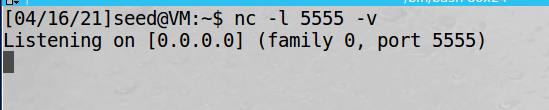 [04/16/21]seed@VM:~$ nc -l 5555 -v
Listening on [0.0.0.0] (family 0, port 5555)